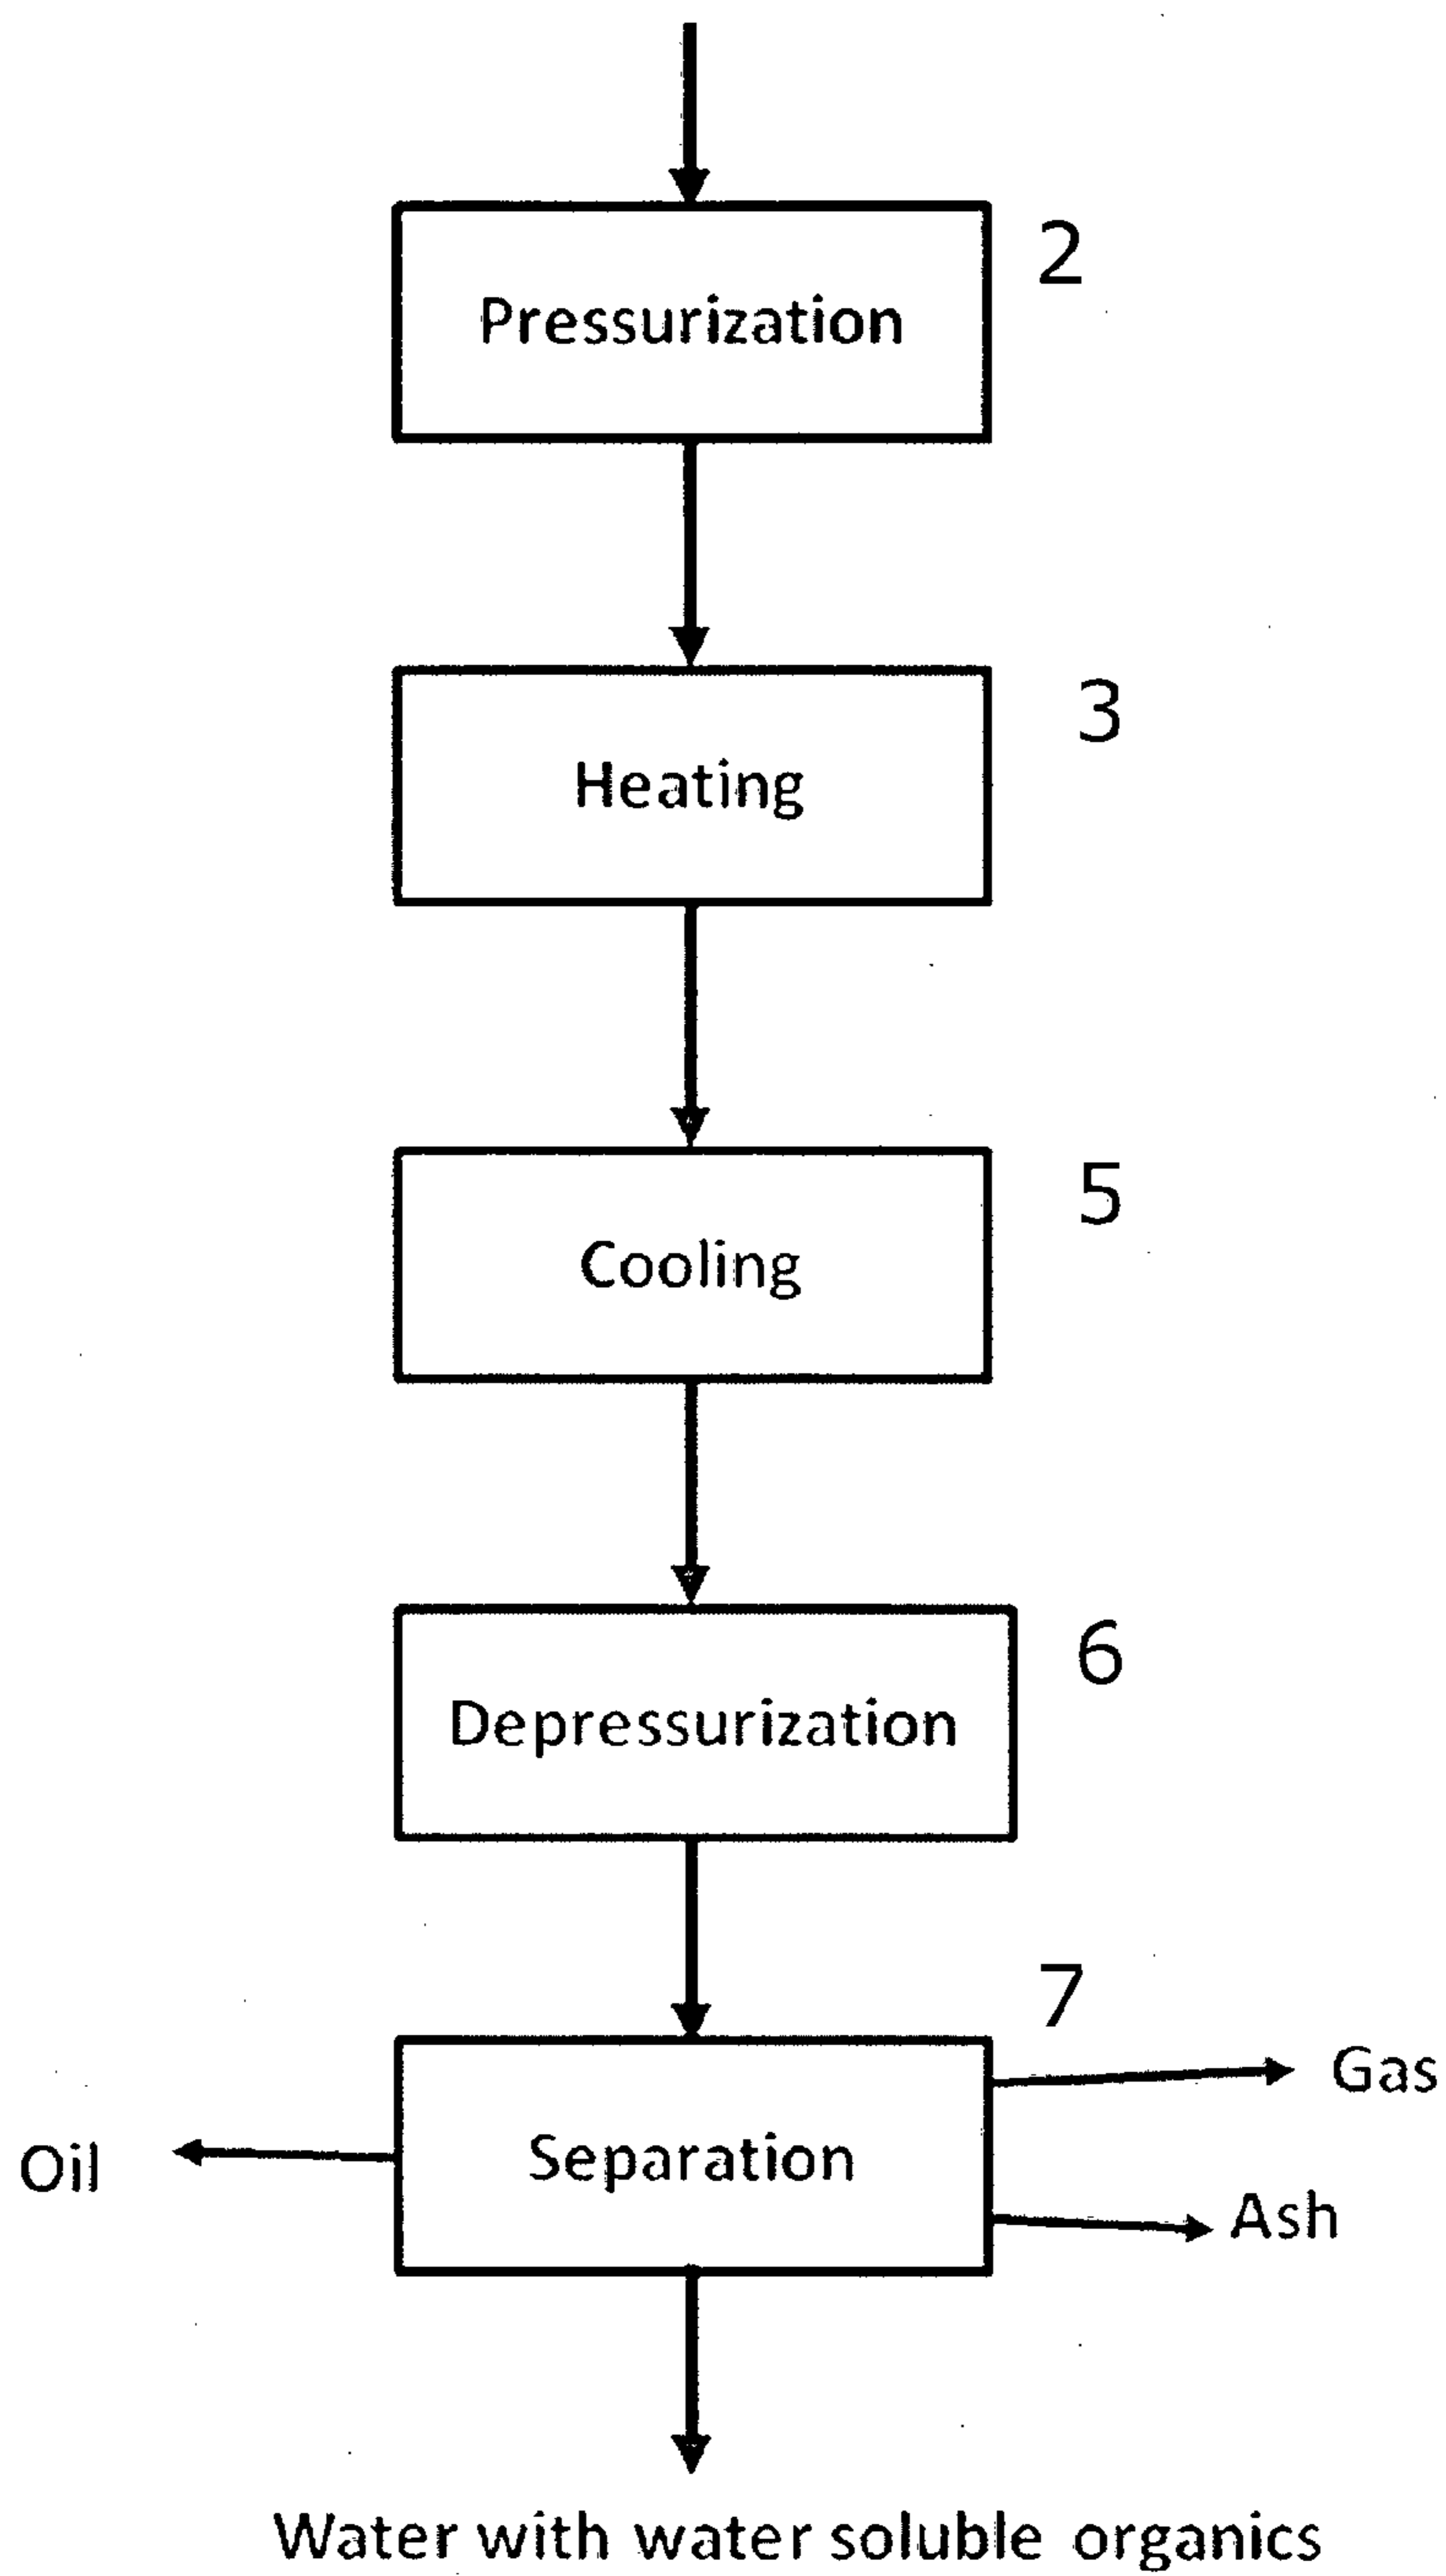 2
Pressurization
3
Heating
5
Cooling
6
Depressurization
7
Gas
Separation
Oil
Ash
Water with water soluble organics